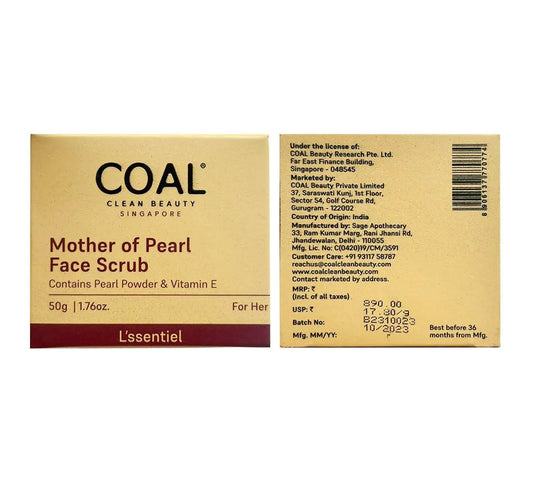 COAL®
CLEAN BEAUTY
SINGAPORE
Mother of Pearl
Face Scrub
Contains Pearl Powder & Vitamin E
50g | 1.76oz.
For Her
L'ssentiel
Under the license of:
COAL Beauty Research Pte. Ltd.
Far East Finance Building,
Singapore - 048545
Marketed by:
COAL Beauty Private Limited
37, Saraswati Kunj, 1st Floor,
Sector 54, Golf Course Rd,
Gurugram - 122002
Country of Origin: India
Manufactured by: Sage Apothecary
33, Ram Kumar Marg, Rani Jhansi Rd,
Jhandewalan, Delhi - 110055
Mfg. Lic. No: C(0420)19/CM/3591
Customer Care: +91 93117 58787
reachus@coalcleanbeauty.com
www.coalcleanbeauty.com
Contact marketed by address.
MRP: ₹ 890.00
(Incl. of all taxes)
USP: ₹ 17.80/g
Batch No: B2310023
Mfg. MM/YY: 10/2023
Best before 36
months from Mfg.
8906137770774